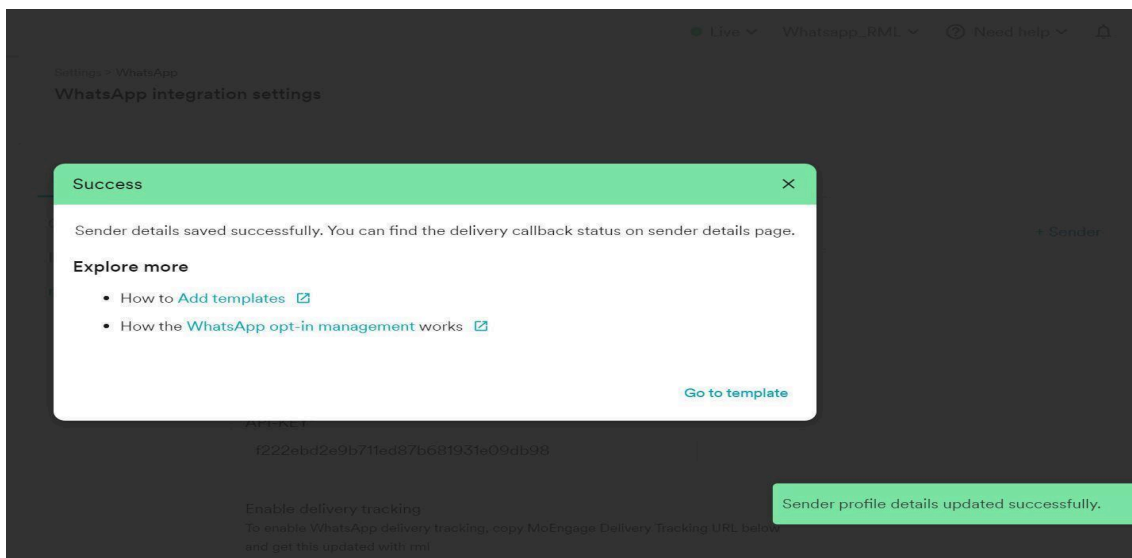 Live Whatsapp_RML Need help
Settings > WhatsApp
WhatsApp integration settings
Success
Sender details saved successfully. You can find the delivery callback status on sender details page.
+ Sender
Explore more
• How to Add templates
• How the WhatsApp opt-in management works
Go to template
API-KEY
f222ebd2e9b711ed87b681931e09db98
Sender profile details updated successfully.
Enable delivery tracking
To enable WhatsApp delivery tracking, copy MoEngage Delivery Tracking URL below
and get this updated with rml